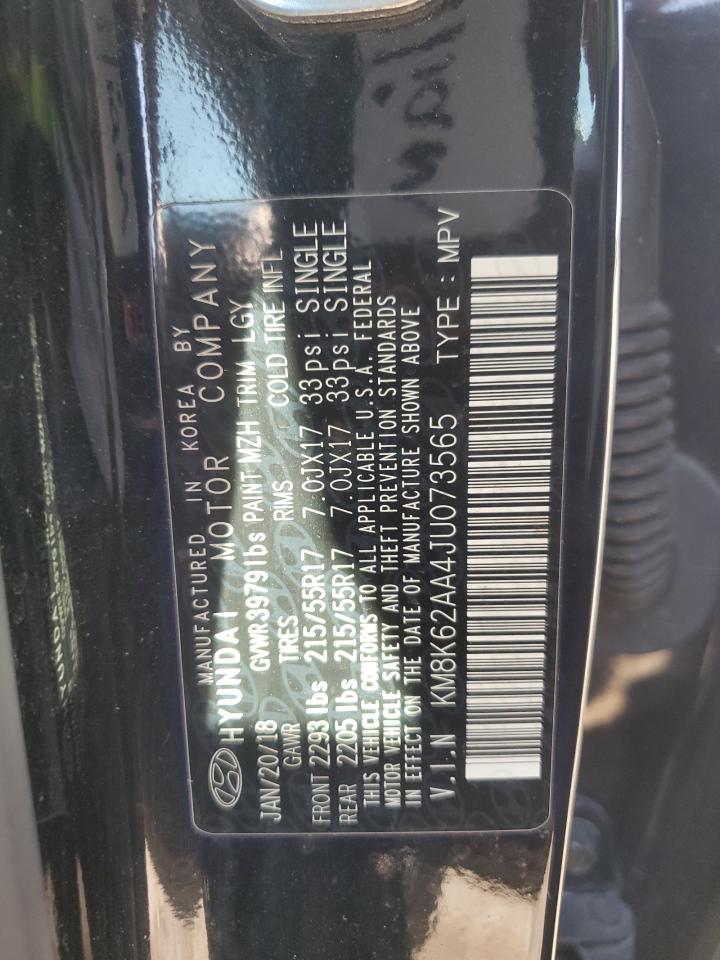 MANUFACTURED IN KOREA BY
HYUNDAI MOTOR COMPANY
JAN/20/18 GVWR 3979 lbs PAINT MZH TRIM LGY
GAWR TIRES RIMS COLD TIRE INFL
FRONT 2293 lbs 215/55R17 7.0JX17 33psi SINGLE
REAR 2205 lbs 215/55R17 7.0JX17 33psi SINGLE
THIS VEHICLE CONFORMS TO ALL APPLICABLE U.S.A. FEDERAL
MOTOR VEHICLE SAFETY AND THEFT PREVENTION STANDARDS
IN EFFECT ON THE DATE OF MANUFACTURE SHOWN ABOVE
V.I.N KM8K62AA4JU073565 TYPE : MPV